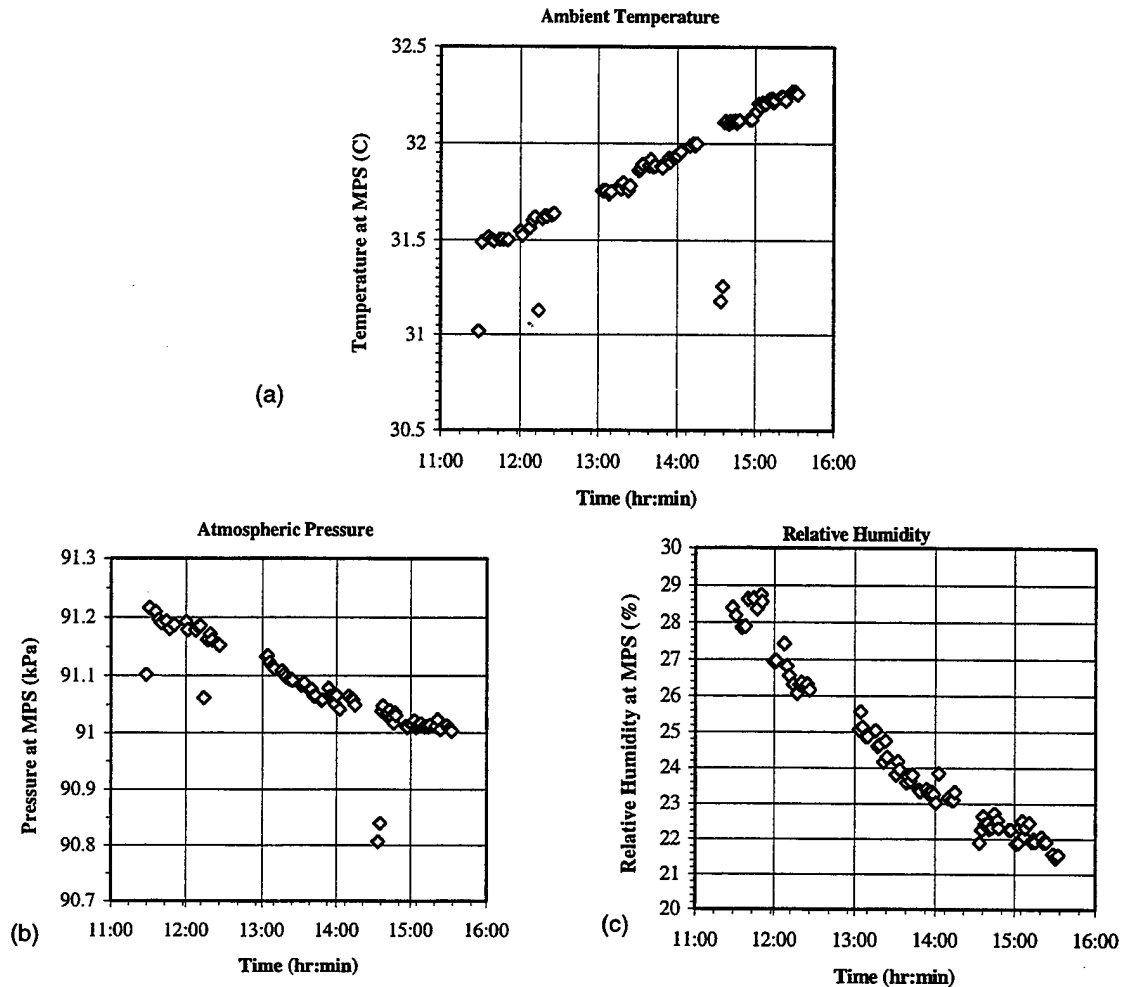 Ambient Temperature
32.5
32
31.5
31
30.5
Temperature at MPS (C)
11:00 12:00 13:00 14:00 15:00 16:00
Time (hr:min)
(a)
Atmospheric Pressure
91.3
91.2
91.1
91
90.9
90.8
90.7
Pressure at MPS (kPa)
11:00 12:00 13:00 14:00 15:00 16:00
Time (hr:min)
(b)
Relative Humidity
30
29
28
27
26
25
24
23
22
21
20
Relative Humidity at MPS (%)
11:00 12:00 13:00 14:00 15:00 16:00
Time (hr:min)
(c)